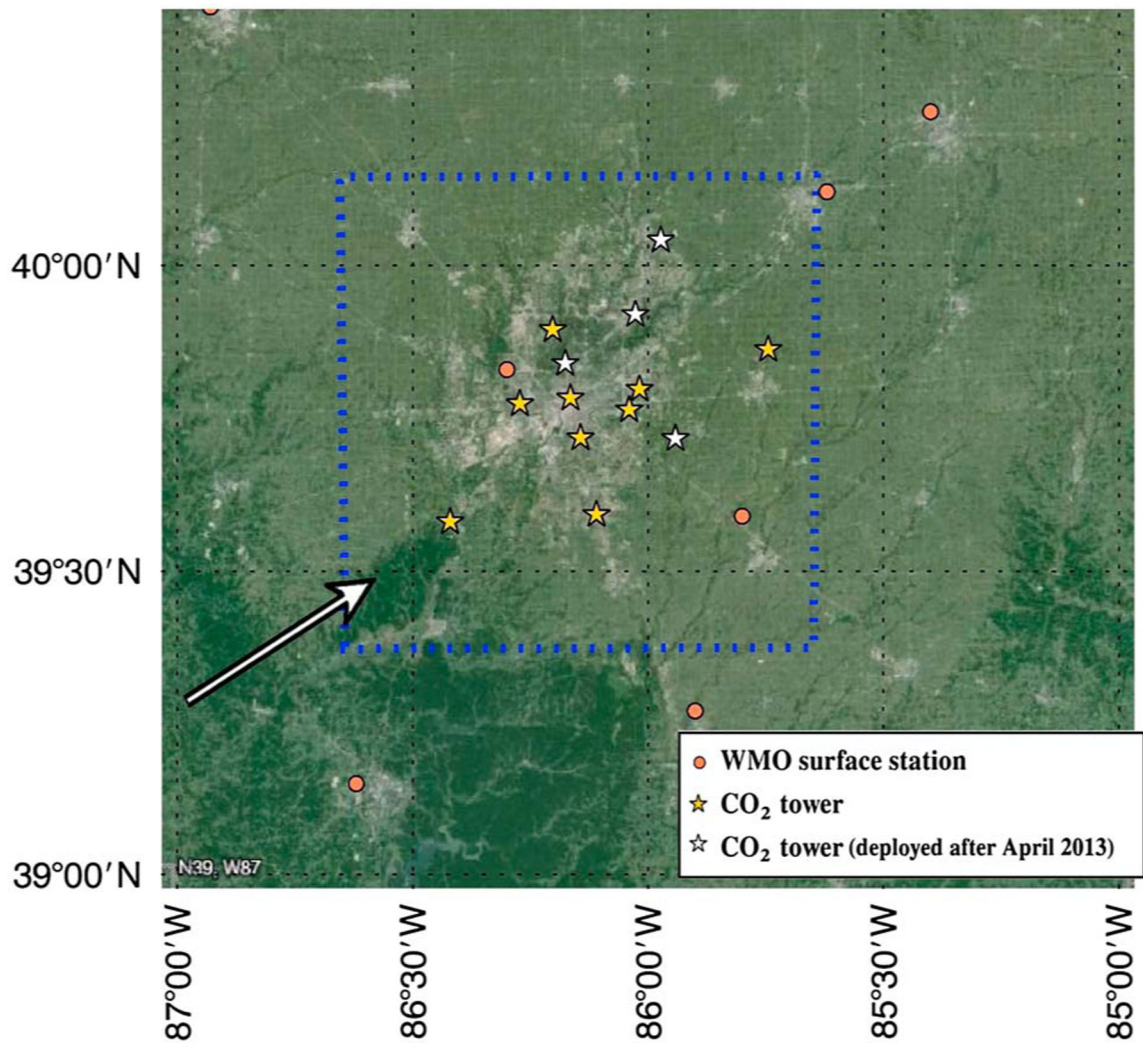 40°00′N
39°30′N
39°00′N
N39, W87
WMO surface station
CO₂ tower
CO₂ tower (deployed after April 2013)
87°00′W
86°30′W
86°00′W
85°30′W
85°00′W